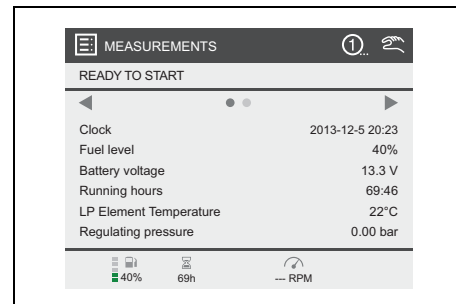 MEASUREMENTS 1...
READY TO START
Clock 2013-12-5 20:23
Fuel level 40%
Battery voltage 13.3 V
Running hours 69:46
LP Element Temperature 22°C
Regulating pressure 0.00 bar
40% 69h --- RPM